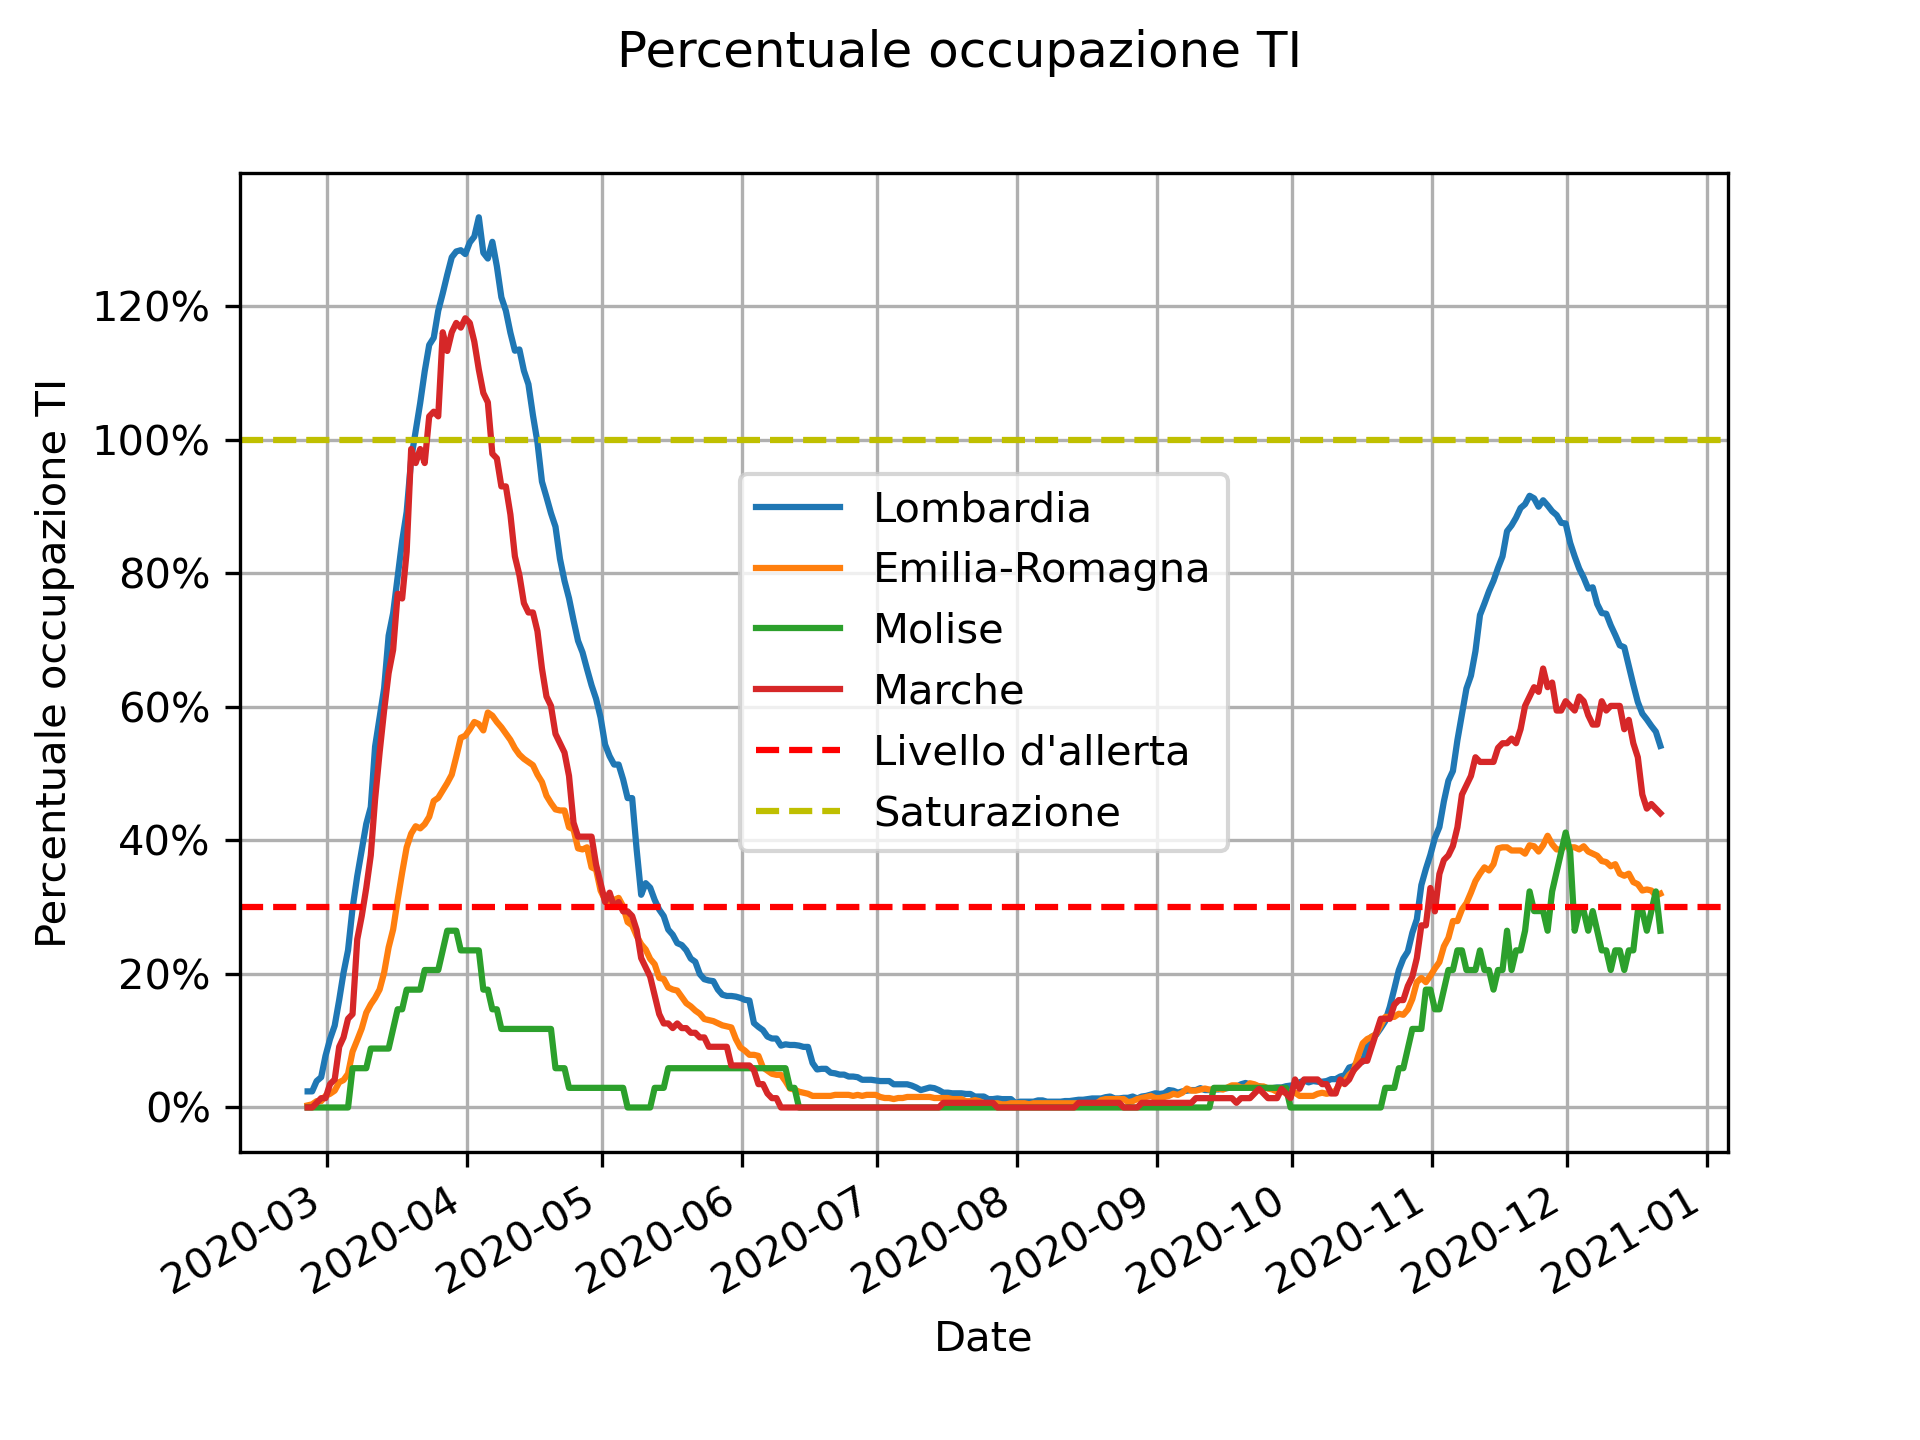 Percentuale occupazione TI
Percentuale occupazione TI
120%
100%
80%
60%
40%
20%
0%
Lombardia
Emilia-Romagna
Molise
Marche
Livello d'allerta
Saturazione
2020-03
2020-04
2020-05
2020-06
2020-07
2020-08
2020-09
2020-10
2020-11
2020-12
2021-01
Date